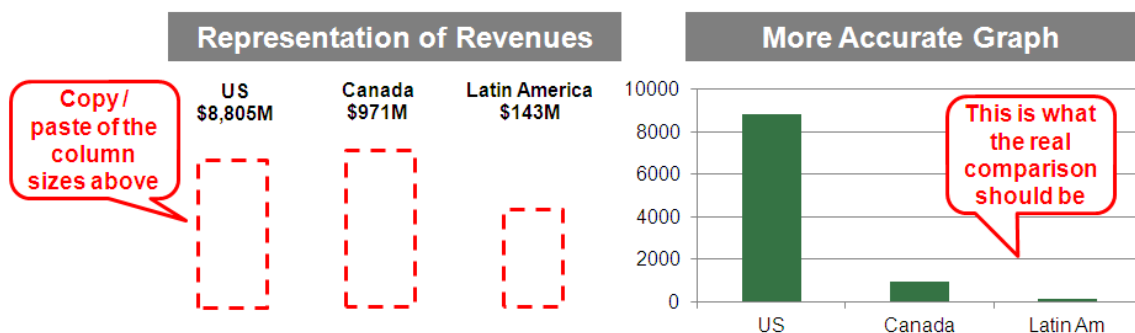 Representation of Revenues
More Accurate Graph
Copy /
paste of the
column
sizes above
US
$8,805M
Canada
$971M
Latin America
$143M
10000
8000
6000
4000
2000
0
US
Canada
Latin Am
This is what
the real
comparison
should be